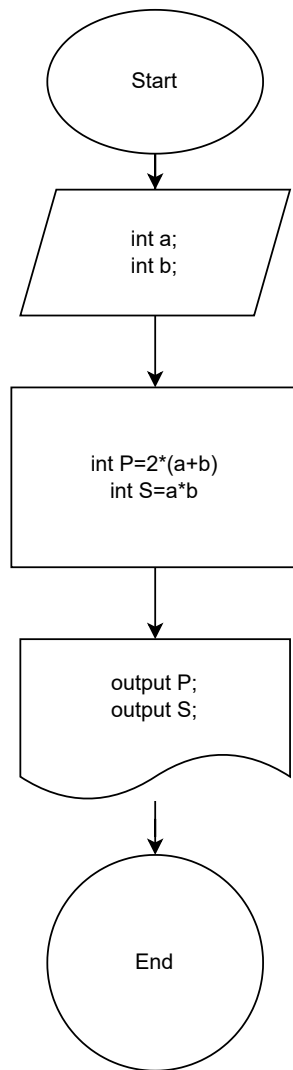 Start
int a;
int b;
int P=2*(a+b)
int S=a*b
output P;
output S;
End